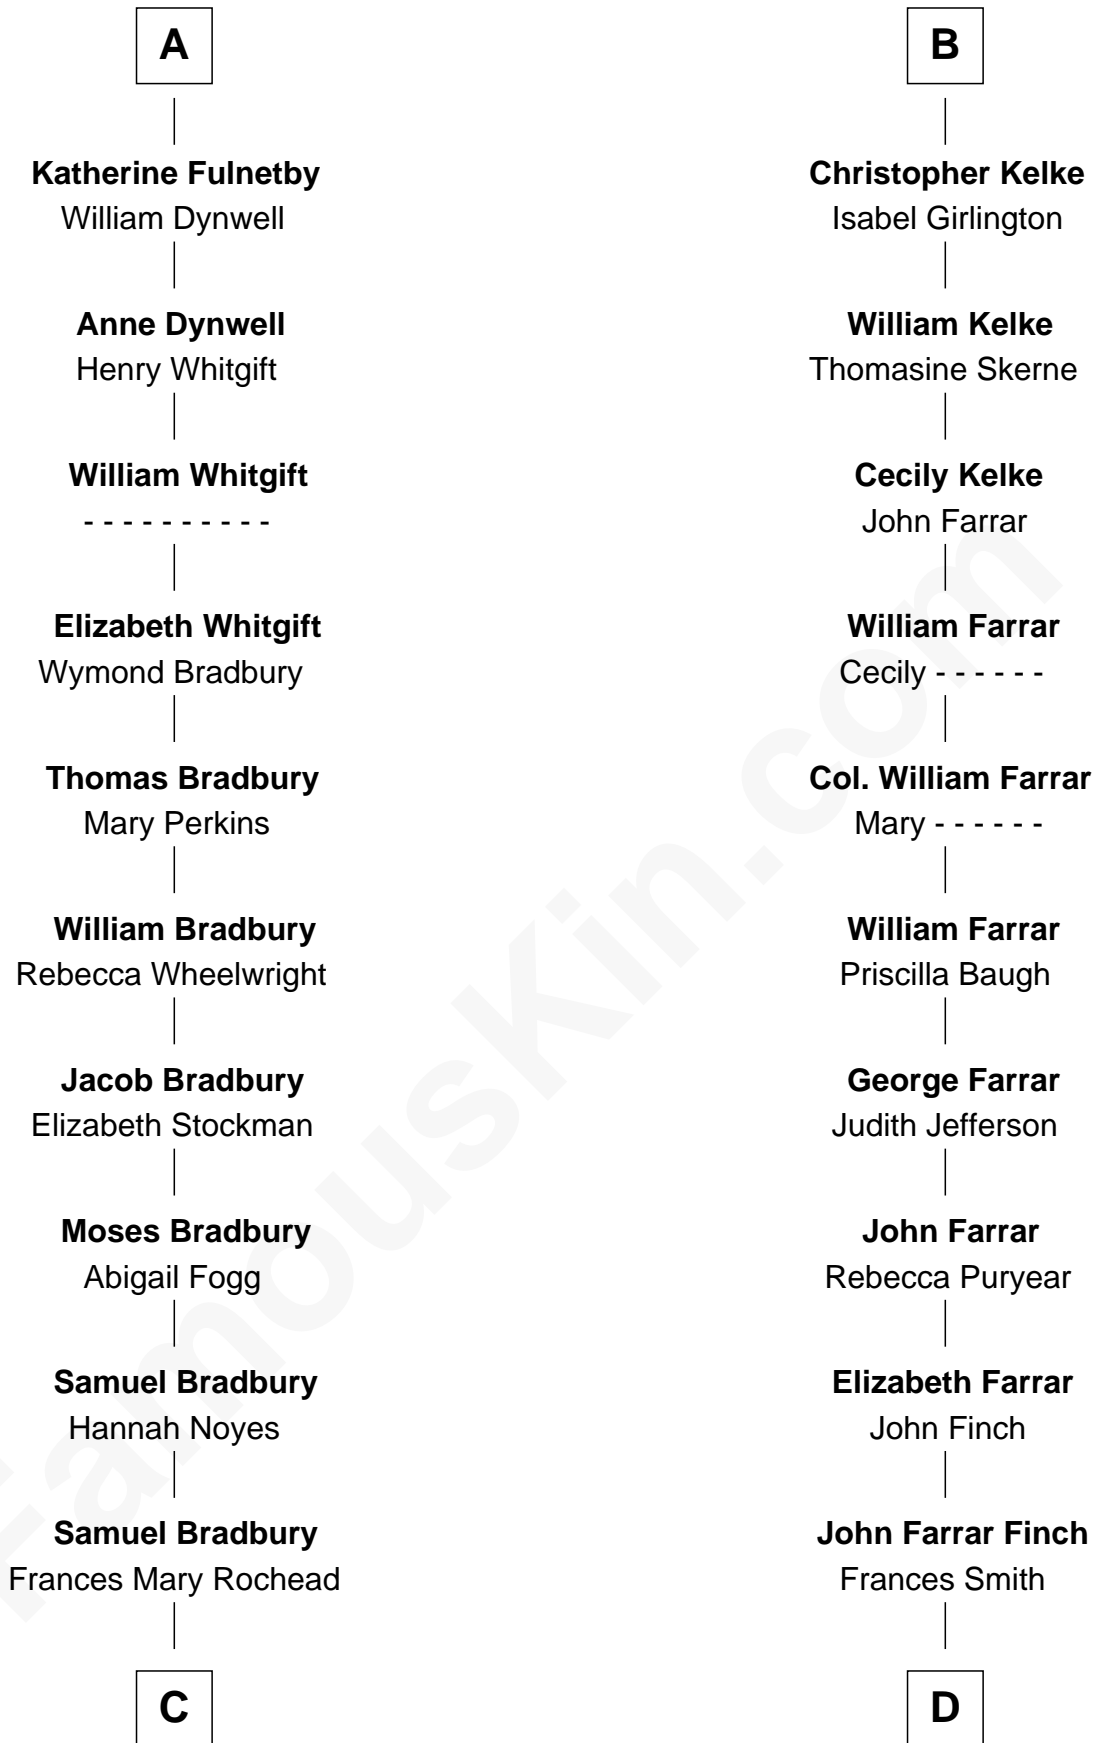 A
Katherine Fulnetby
William Dynwell
Anne Dynwell
Henry Whitgift
William Whitgift
- - - - - - - - - -
Elizabeth Whitgift
Wymond Bradbury
Thomas Bradbury
Mary Perkins
William Bradbury
Rebecca Wheelwright
Jacob Bradbury
Elizabeth Stockman
Moses Bradbury
Abigail Fogg
Samuel Bradbury
Hannah Noyes
Samuel Bradbury
Frances Mary Rochead
C
B
Christopher Kelke
Isabel Girlington
William Kelke
Thomasine Skerne
Cecily Kelke
John Farrar
William Farrar
Cecily - - - - - -
Col. William Farrar
Mary - - - - - -
William Farrar
Priscilla Baugh
George Farrar
Judith Jefferson
John Farrar
Rebecca Puryear
Elizabeth Farrar
John Finch
John Farrar Finch
Frances Smith
D
FamousKin.com